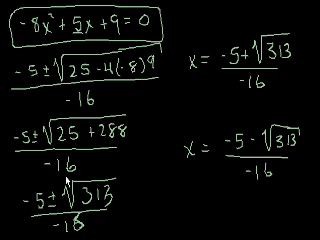 -8x² + 5x + 9 = 0
-5 ± √25 - 4(-8)9
-16
-5 ± √25 + 288
-16
-5 ± √313
-16
x = -5 + √313
-16
x = -5 - √313
-16